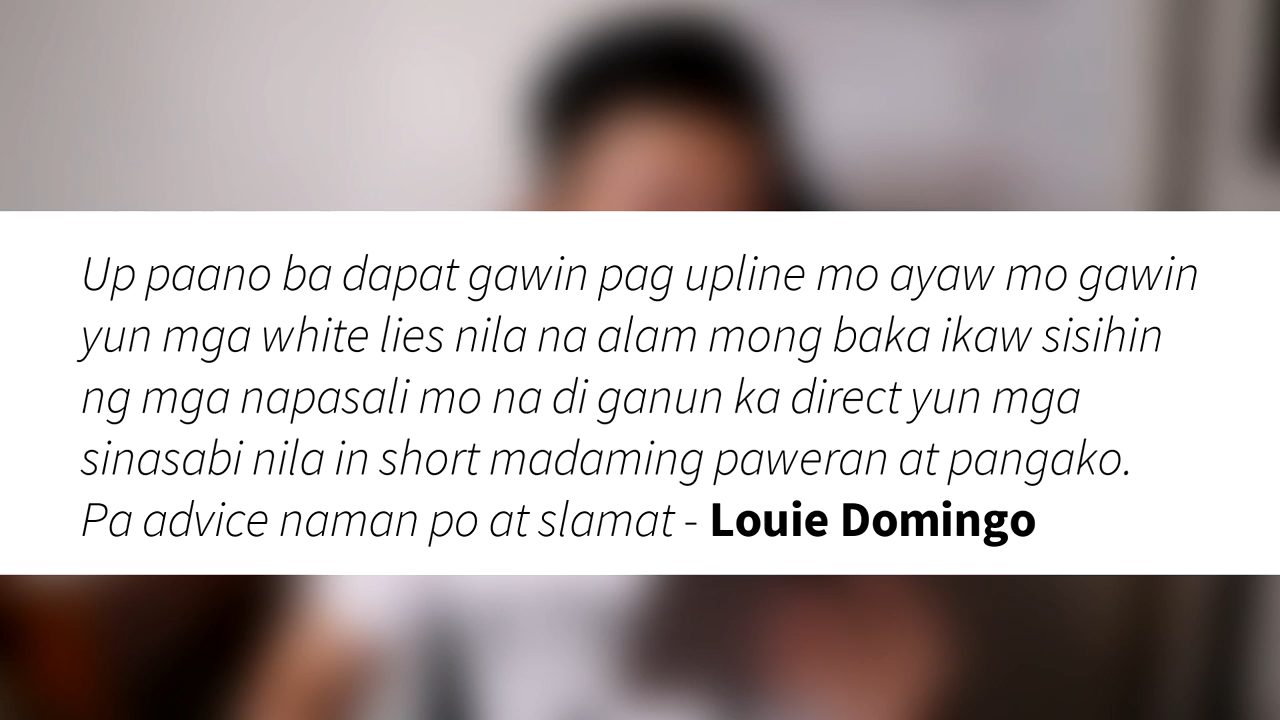 Up paano ba dapat gawin pag upline mo ayaw mo gawin
yun mga white lies nila na alam mong baka ikaw sisihin
ng mga napasali mo na di ganun ka direct yun mga
sinasabi nila in short madaming paweran at pangako.
Pa advice naman po at slamat - Louie Domingo